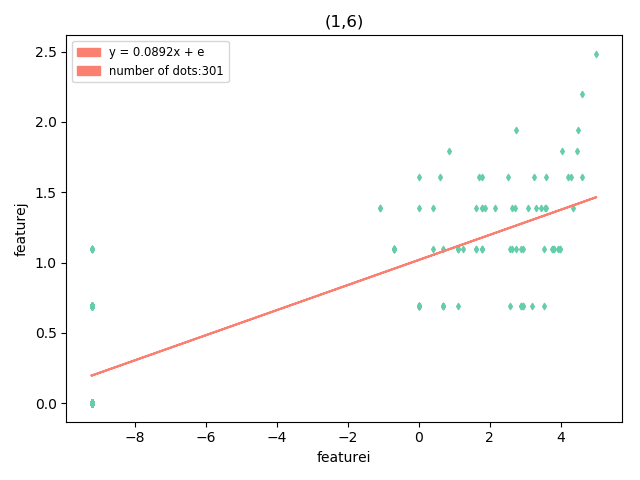 (1,6)
y = 0.0892x + e
number of dots:301
featurej
2.5
2.0
1.5
1.0
0.5
0.0
−8 −6 −4 −2 0 2 4
featurei